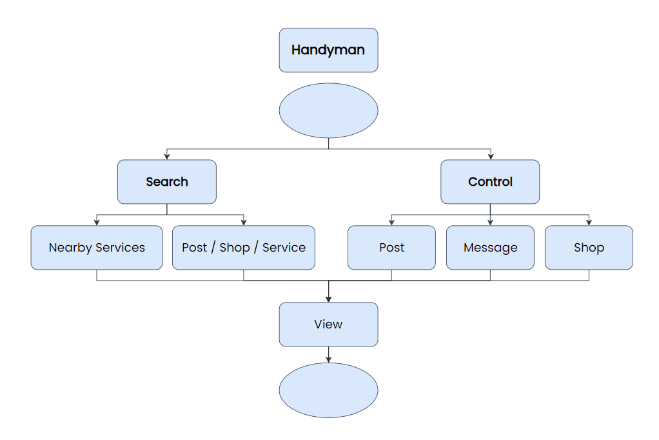 Handyman
Search
Control
Nearby Services
Post / Shop / Service
Post
Message
Shop
View